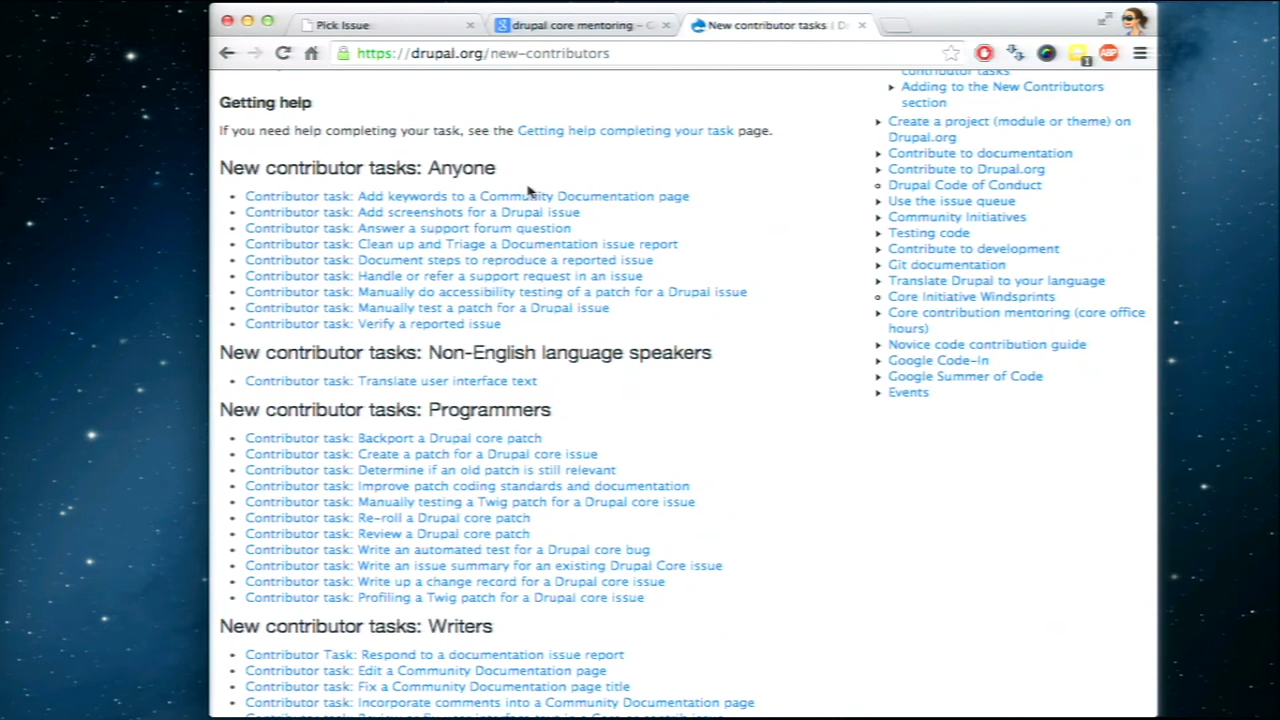 Pick Issue
drupal core mentoring - G
New contributor tasks | D
https://drupal.org/new-contributors
Getting help
If you need help completing your task, see the Getting help completing your task page.
New contributor tasks: Anyone
Contributor task: Add keywords to a Community Documentation page
Contributor task: Add screenshots for a Drupal issue
Contributor task: Answer a support forum question
Contributor task: Clean up and Triage a Documentation issue report
Contributor task: Document steps to reproduce a reported issue
Contributor task: Handle or refer a support request in an issue
Contributor task: Manually do accessibility testing of a patch for a Drupal issue
Contributor task: Manually test a patch for a Drupal issue
Contributor task: Verify a reported issue
New contributor tasks: Non-English language speakers
Contributor task: Translate user interface text
New contributor tasks: Programmers
Contributor task: Backport a Drupal core patch
Contributor task: Create a patch for a Drupal core issue
Contributor task: Determine if an old patch is still relevant
Contributor task: Improve patch coding standards and documentation
Contributor task: Manually testing a Twig patch for a Drupal core issue
Contributor task: Re-roll a Drupal core patch
Contributor task: Review a Drupal core patch
Contributor task: Write an automated test for a Drupal core bug
Contributor task: Write an issue summary for an existing Drupal Core issue
Contributor task: Write up a change record for a Drupal core issue
Contributor task: Profiling a Twig patch for a Drupal core issue
New contributor tasks: Writers
Contributor Task: Respond to a documentation issue report
Contributor task: Edit a Community Documentation page
Contributor task: Fix a Community Documentation page title
Contributor task: Incorporate comments into a Community Documentation page
contributor tasks
Adding to the New Contributors
section
Create a project (module or theme) on
Drupal.org
Contribute to documentation
Contribute to Drupal.org
Drupal Code of Conduct
Use the issue queue
Community Initiatives
Testing code
Contribute to development
Git documentation
Translate Drupal to your language
Core Initiative Windsprints
Core contribution mentoring (core office
hours)
Novice code contribution guide
Google Code-In
Google Summer of Code
Events
ABP
1